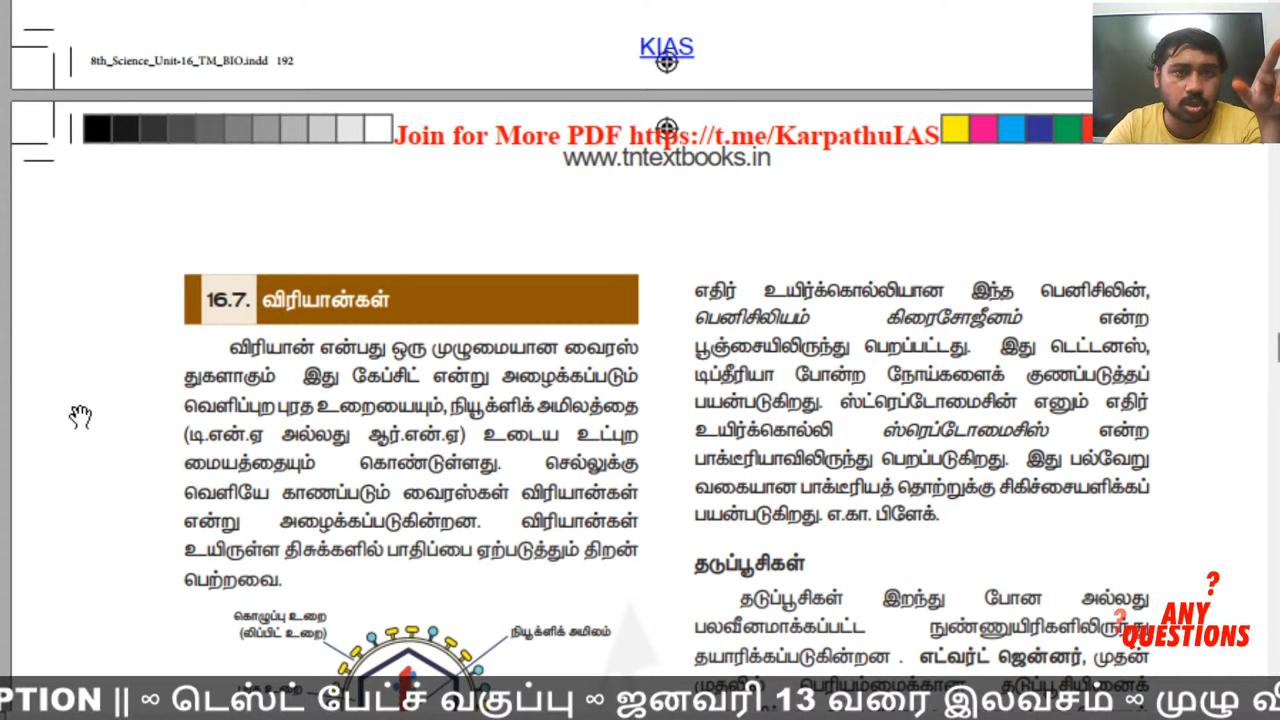 8th_Science_Unit-16_TM_BIO.indd 192
KIAS
Join for More PDF https://t.me/KarpathuIAS
www.tntextbooks.in
16.7. விரியான்கள்
விரியான் என்பது ஒரு முழுமையான வைரஸ்
துகளாகும் இது கேப்சிட் என்று அழைக்கப்படும்
வெளிப்புற புரத உறையையும், நியூக்ளிக் அமிலத்தை
(டி.என்.ஏ அல்லது ஆர்.என்.ஏ) உடைய உட்புற
மையத்தையும் கொண்டுள்ளது. செல்லுக்கு
வெளியே காணப்படும் வைரஸ்கள் விரியான்கள்
என்று அழைக்கப்படுகின்றன. விரியான்கள்
உயிருள்ள திசுக்களில் பாதிப்பை ஏற்படுத்தும் திறன்
பெற்றவை.
கொழுப்பு உறை
(லிப்பிட் உறை)
நியூக்ளிக் அமிலம்
எதிர் உயிர்க்கொல்லியான இந்த பெனிசிலின்,
பெனிசிலியம் கிரைசோஜீனம் என்ற
பூஞ்சையிலிருந்து பெறப்பட்டது. இது டெட்டனஸ்,
டிப்தீரியா போன்ற நோய்களைக் குணப்படுத்தப்
பயன்படுகிறது. ஸ்ட்ரெப்டோமைசின் எனும் எதிர்
உயிர்க்கொல்லி ஸ்ரெப்டோமைசிஸ் என்ற
பாக்டீரியாவிலிருந்து பெறப்படுகிறது. இது பல்வேறு
வகையான பாக்டீரியத் தொற்றுக்கு சிகிச்சையளிக்கப்
பயன்படுகிறது. எ.கா. பிளேக்.
தடுப்பூசிகள்
தடுப்பூசிகள் இறந்து போன அல்லது
பலவீனமாக்கப்பட்ட நுண்ணுயிரிகளிலிருந்து
தயாரிக்கப்படுகின்றன . எட்வர்ட் ஜென்னர், முதன்
முதலில் பெரியம்மைக்கான தடுப்பூசியினைக்
? ?
ANY
QUESTIONS
PTION || ∞ டெஸ்ட் பேட்ச் வகுப்பு ∞ ஜனவரி 13 வரை இலவசம் ∞ முழு வி